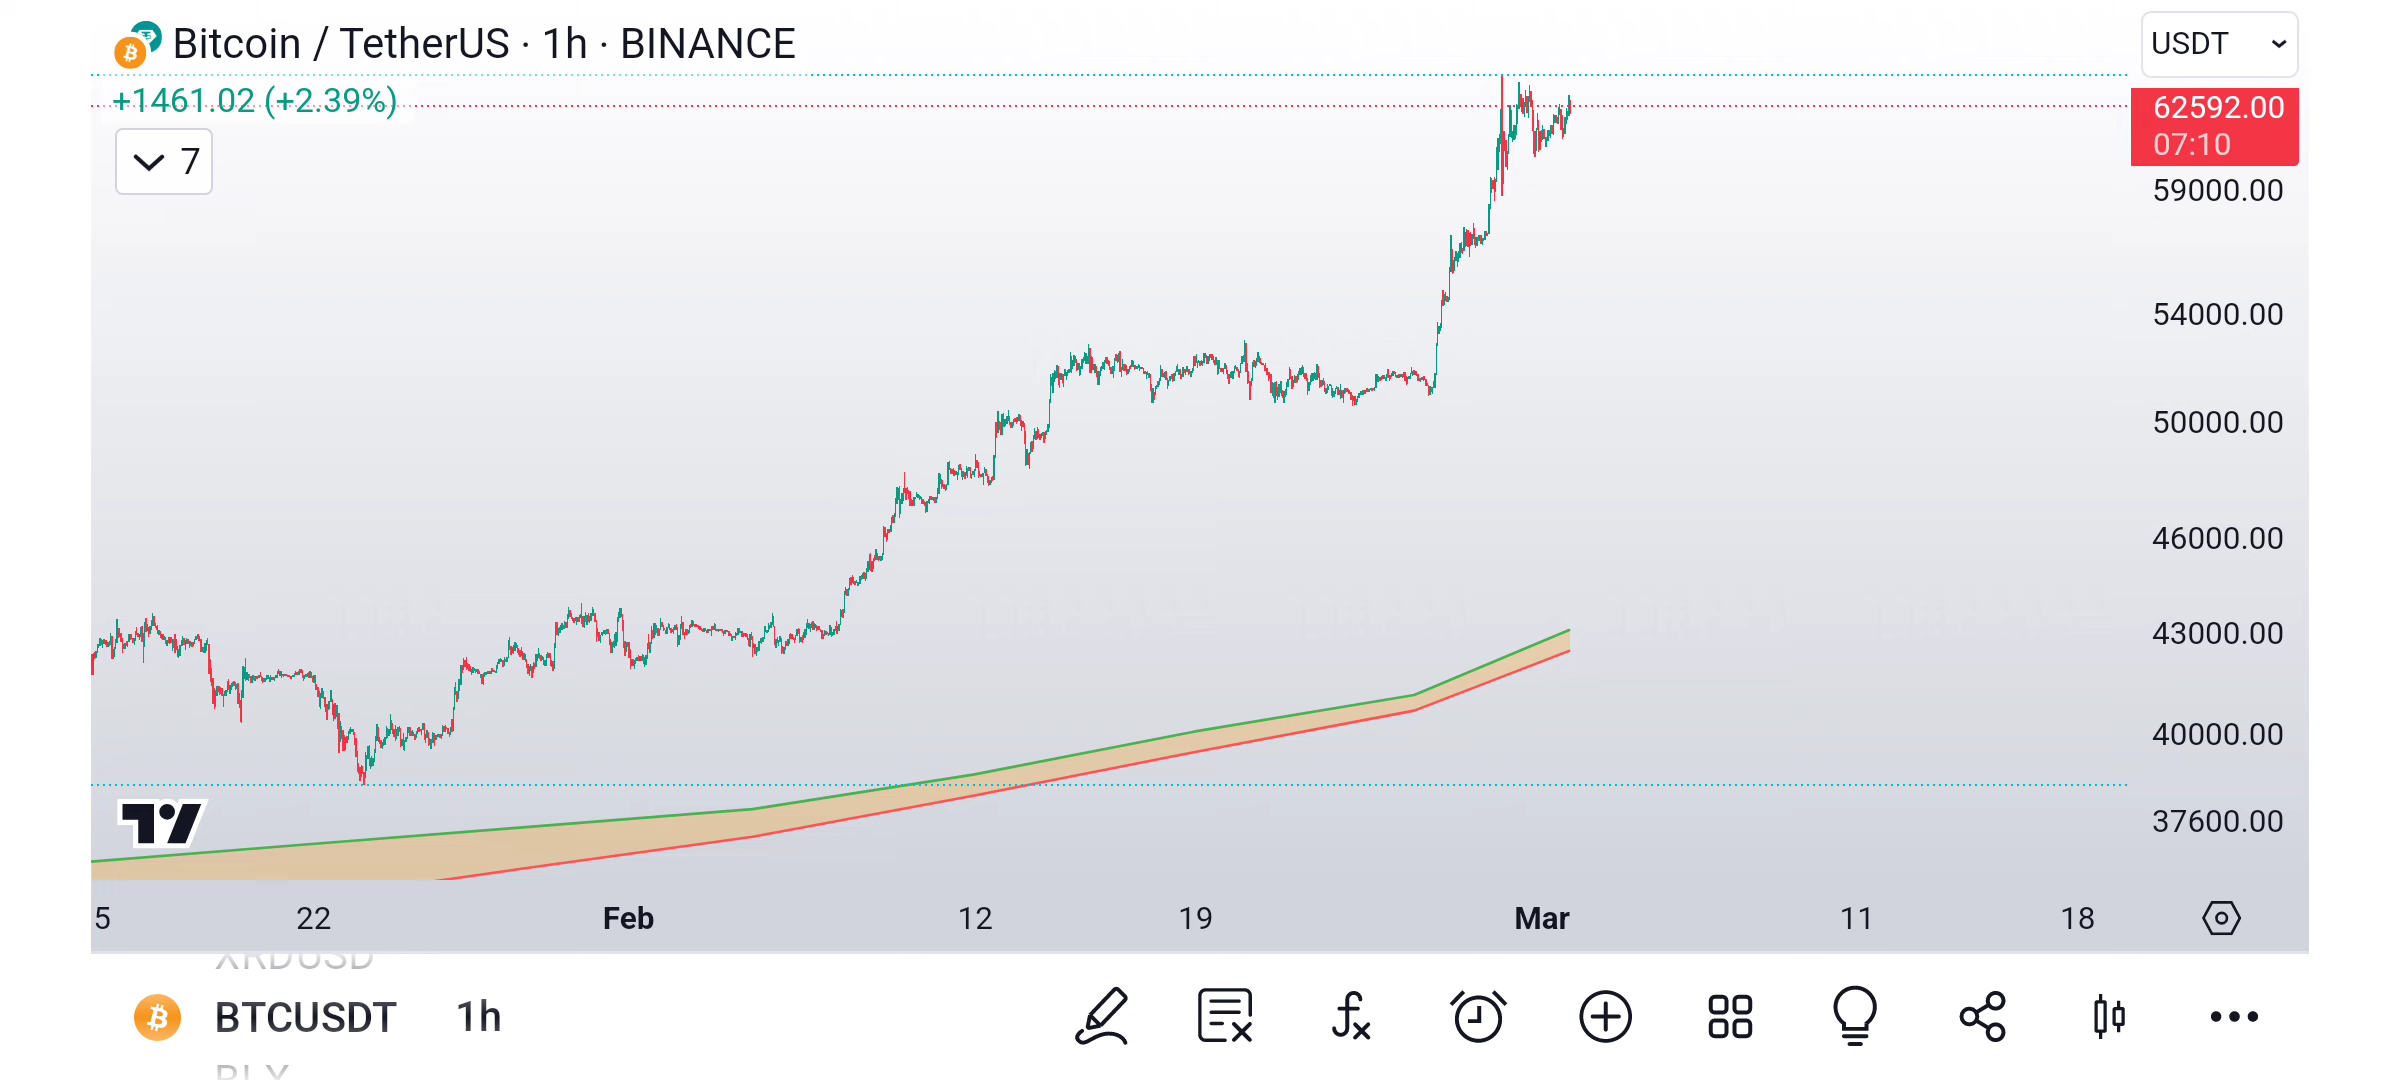 Bitcoin / TetherUS · 1h · BINANCE
USDT
+1461.02 (+2.39%)
62592.00
07:10
7
59000.00
54000.00
50000.00
46000.00
43000.00
40000.00
37600.00
5 22 Feb 12 19 Mar 11 18
XRDUSD
BTCUSDT 1h
BLX